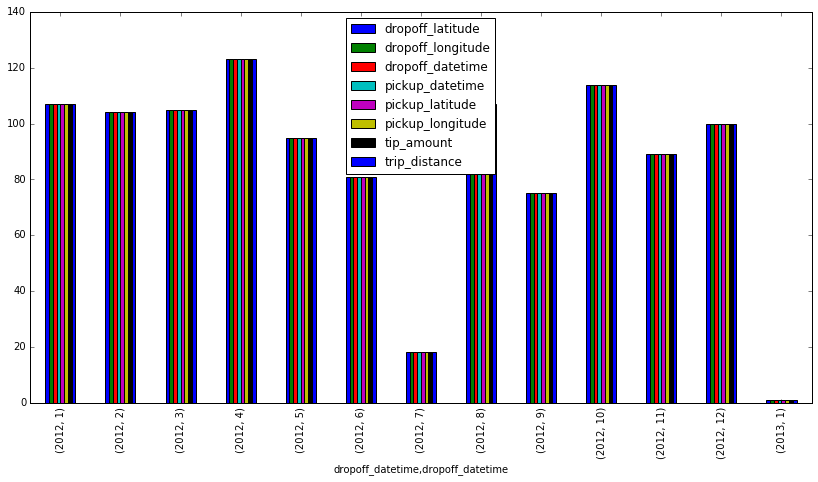 140
120
100
80
60
40
20
0
dropoff_latitude
dropoff_longitude
dropoff_datetime
pickup_datetime
pickup_latitude
pickup_longitude
tip_amount
trip_distance
(2012, 1)
(2012, 2)
(2012, 3)
(2012, 4)
(2012, 5)
(2012, 6)
(2012, 7)
(2012, 8)
(2012, 9)
(2012, 10)
(2012, 11)
(2012, 12)
(2013, 1)
dropoff_datetime,dropoff_datetime